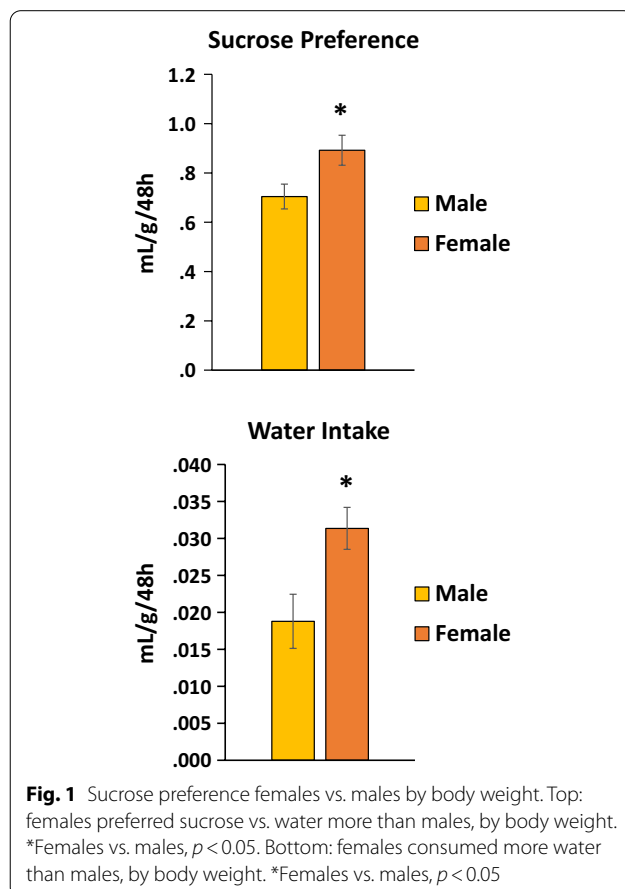 Sucrose Preference
1.2
1.0
.8
.6
.4
.2
.0
mL/g/48h
*
Male
Female
Water Intake
.040
.035
.030
.025
.020
.015
.010
.005
.000
mL/g/48h
*
Male
Female
Fig. 1 Sucrose preference females vs. males by body weight. Top:
females preferred sucrose vs. water more than males, by body weight.
*Females vs. males, p < 0.05. Bottom: females consumed more water
than males, by body weight. *Females vs. males, p < 0.05